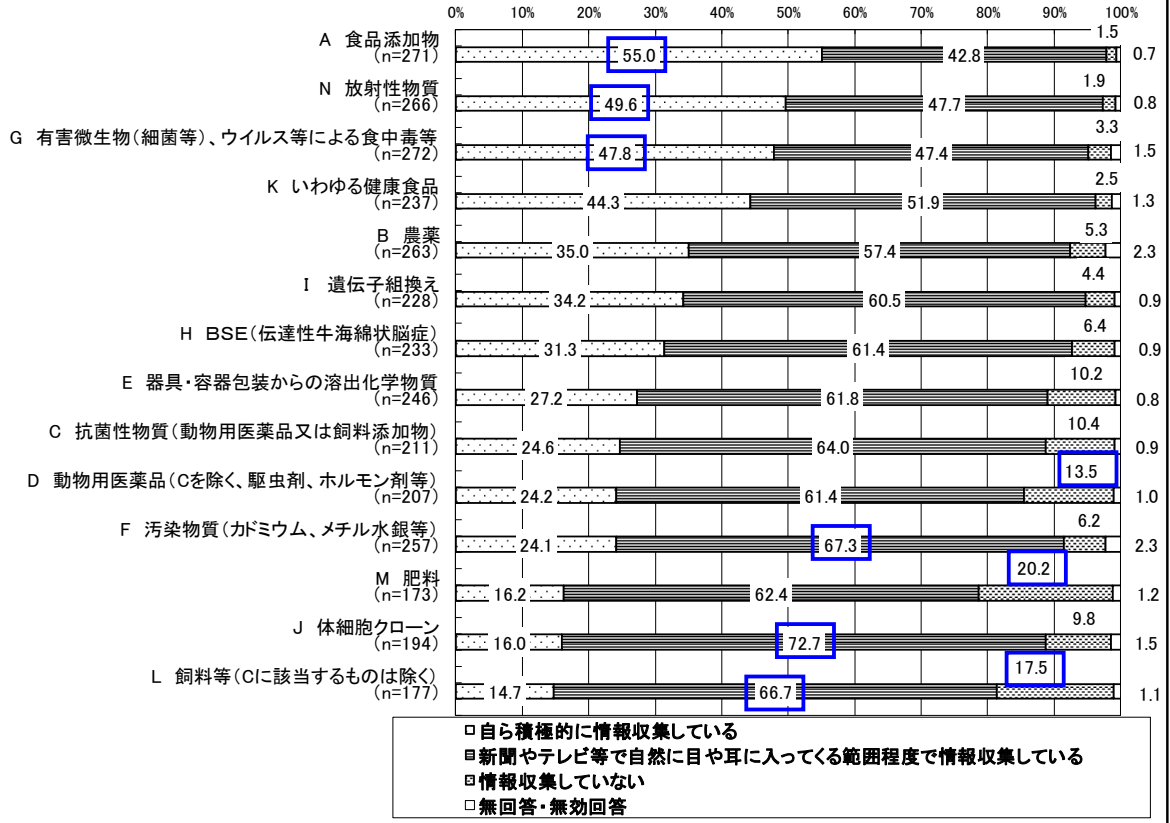 0% 10% 20% 30% 40% 50% 60% 70% 80% 90% 100%
A 食品添加物
(n=271)
55.0 42.8 1.5 0.7
N 放射性物質
(n=266)
49.6 47.7 1.9 0.8
G 有害微生物(細菌等)、ウイルス等による食中毒等
(n=272)
47.8 47.4 3.3 1.5
K いわゆる健康食品
(n=237)
44.3 51.9 2.5 1.3
B 農薬
(n=263)
35.0 57.4 5.3 2.3
I 遺伝子組換え
(n=228)
34.2 60.5 4.4 0.9
H BSE(伝達性牛海綿状脳症)
(n=233)
31.3 61.4 6.4 0.9
E 器具・容器包装からの溶出化学物質
(n=246)
27.2 61.8 10.2 0.8
C 抗菌性物質(動物用医薬品又は飼料添加物)
(n=211)
24.6 64.0 10.4 0.9
D 動物用医薬品(Cを除く、駆虫剤、ホルモン剤等)
(n=207)
24.2 61.4 13.5 1.0
F 汚染物質(カドミウム、メチル水銀等)
(n=257)
24.1 67.3 6.2 2.3
M 肥料
(n=173)
16.2 62.4 20.2 1.2
J 体細胞クローン
(n=194)
16.0 72.7 9.8 1.5
L 飼料等(Cに該当するものは除く)
(n=177)
14.7 66.7 17.5 1.1
自ら積極的に情報収集している
新聞やテレビ等で自然に目や耳に入ってくる範囲程度で情報収集している
情報収集していない
無回答・無効回答